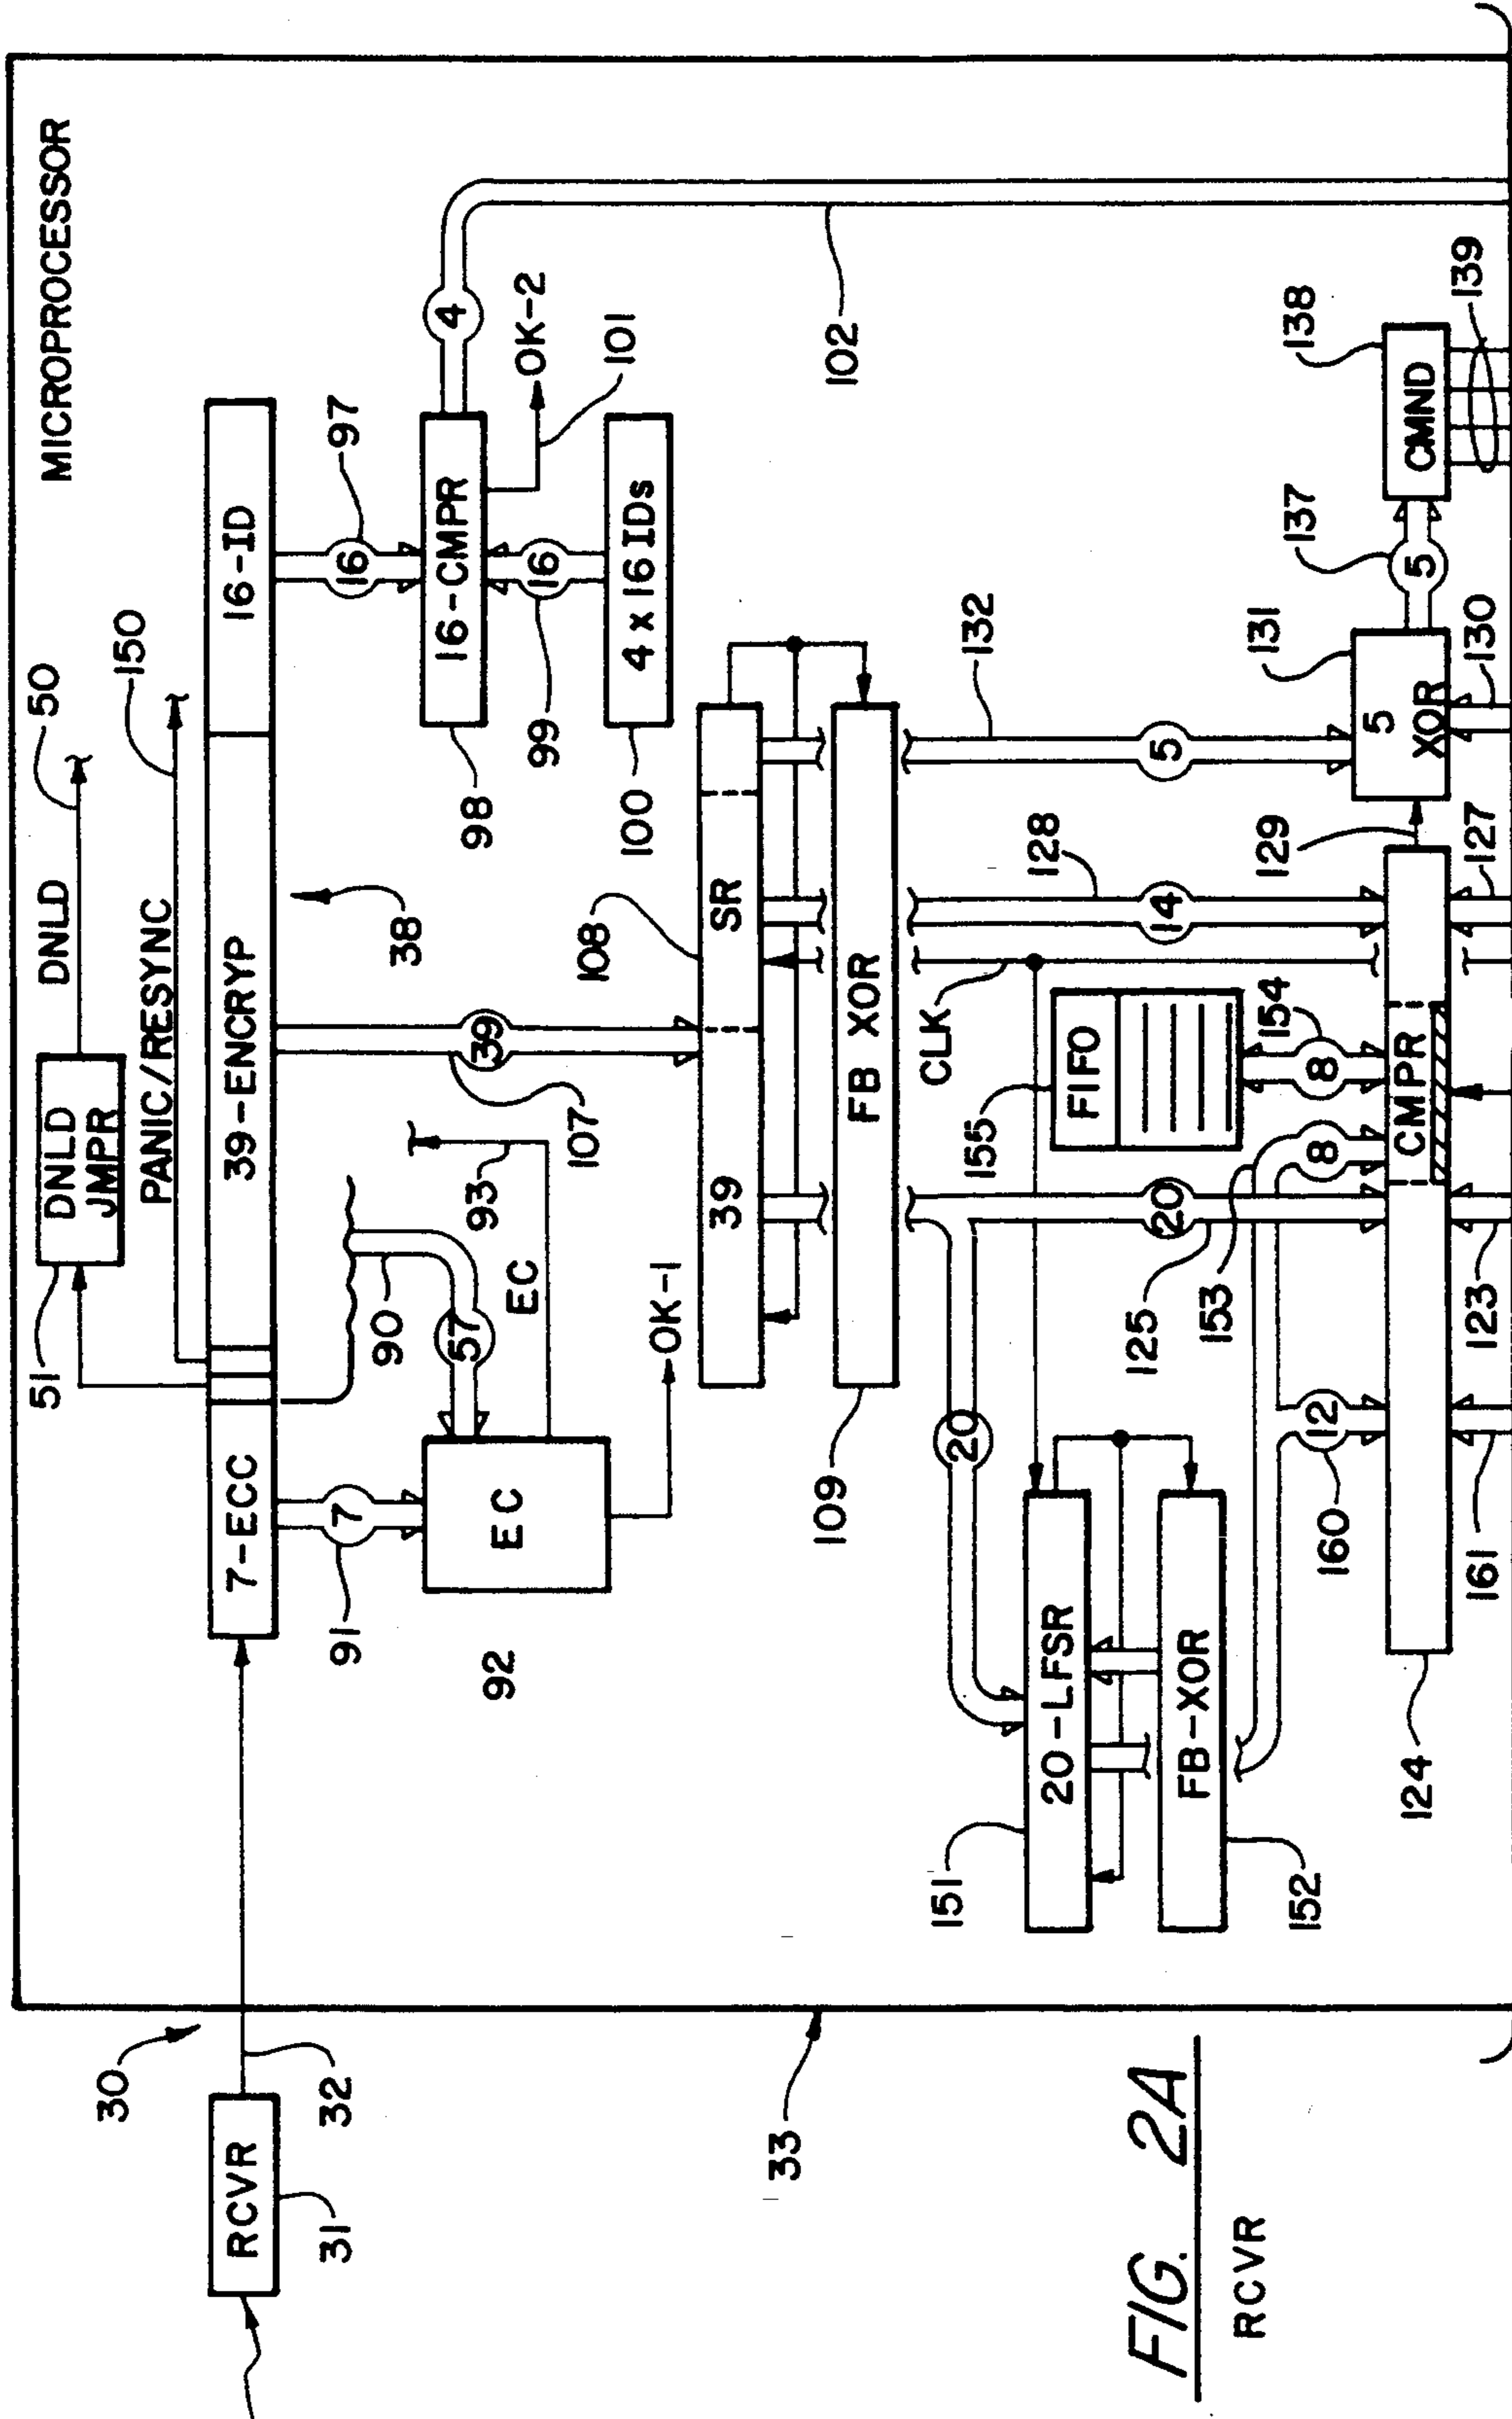 MICROPROCESSOR
51
DNLD
JMPR
DNLD
50
PANIC/RESYNC
150
30
RCVR
31
32
7-ECC
39-ENCRYP
16-ID
38
91
7
90
57
EC
92
EC
93
OK-1
39
107
16
97
16-CMPR
98
4
OK-2
101
16
99
4 x 16 IDs
100
102
39
SR
108
FB XOR
109
33
20
151
20-LFSR
FB-XOR
152
CLK
155
FIFO
125
20
153
8
8
154
128
14
132
5
160
12
124
CMPR
129
131
5
XOR
137
5
138
CMND
139
161
123
127
130
FIG. 2A
RCVR